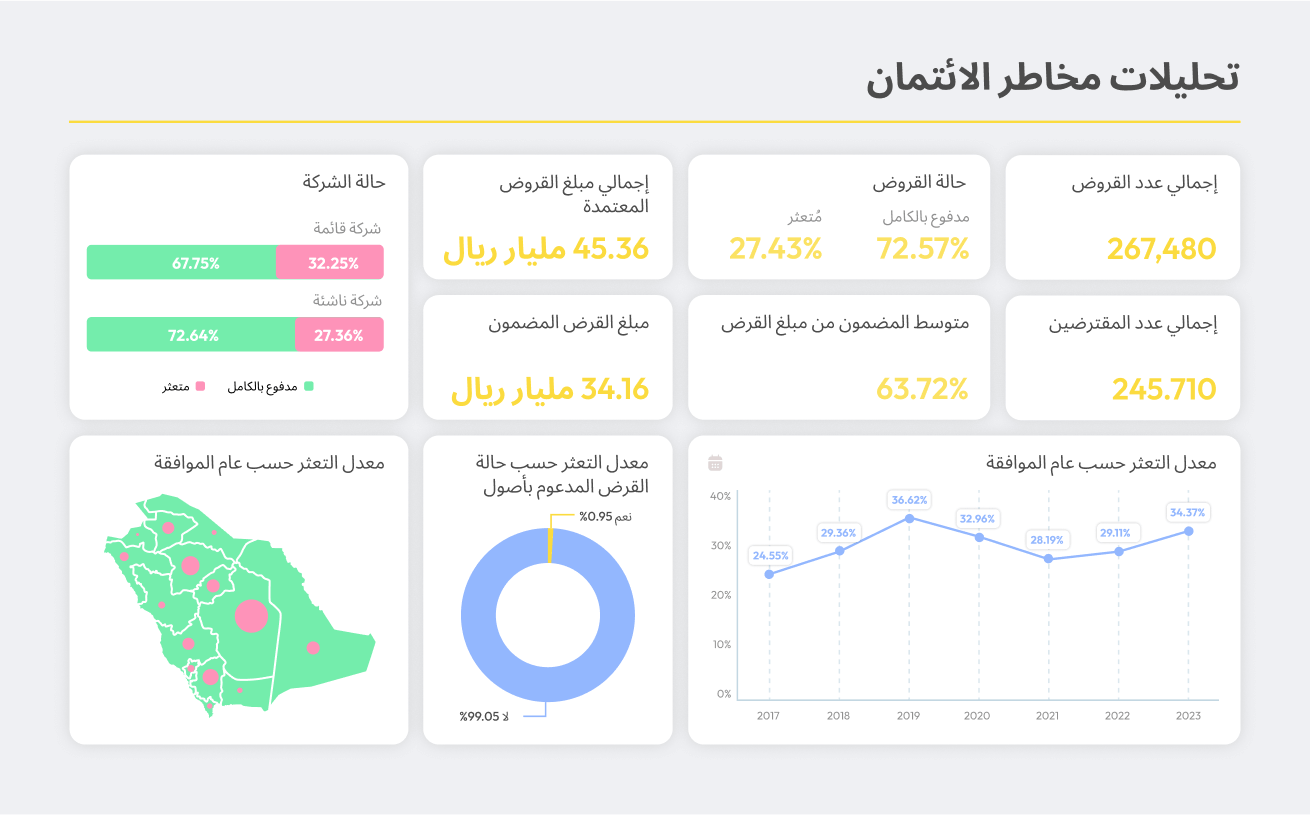 تحليلات مخاطر الائتمان
إجمالي عدد القروض
267,480
حالة القروض
مدفوع بالكامل
72.57%
مُتعثر
27.43%
إجمالي مبلغ القروض
المعتمدة
45.36 مليار ريال
حالة الشركة
شركة قائمة
32.25%
67.75%
شركة ناشئة
27.36%
72.64%
مدفوع بالكامل
متعثر
إجمالي عدد المقترضين
245.710
متوسط المضمون من مبلغ القرض
63.72%
مبلغ القرض المضمون
34.16 مليار ريال
معدل التعثر حسب عام الموافقة
40%
30%
20%
10%
0%
24.55%
29.36%
36.62%
32.96%
28.19%
29.11%
34.37%
2017
2018
2019
2020
2021
2022
2023
معدل التعثر حسب حالة
القرض المدعوم بأصول
نعم 0.95%
لا 99.05%
معدل التعثر حسب عام الموافقة